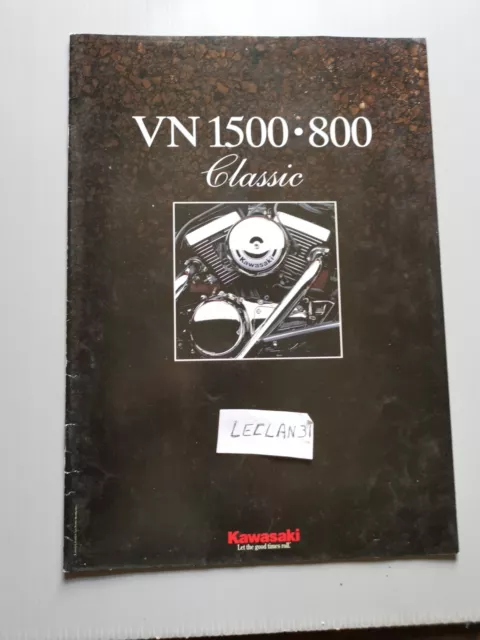 VN 1500·800
Classic
Kawasaki
LECLAN31
Kawasaki
Let the good times roll.